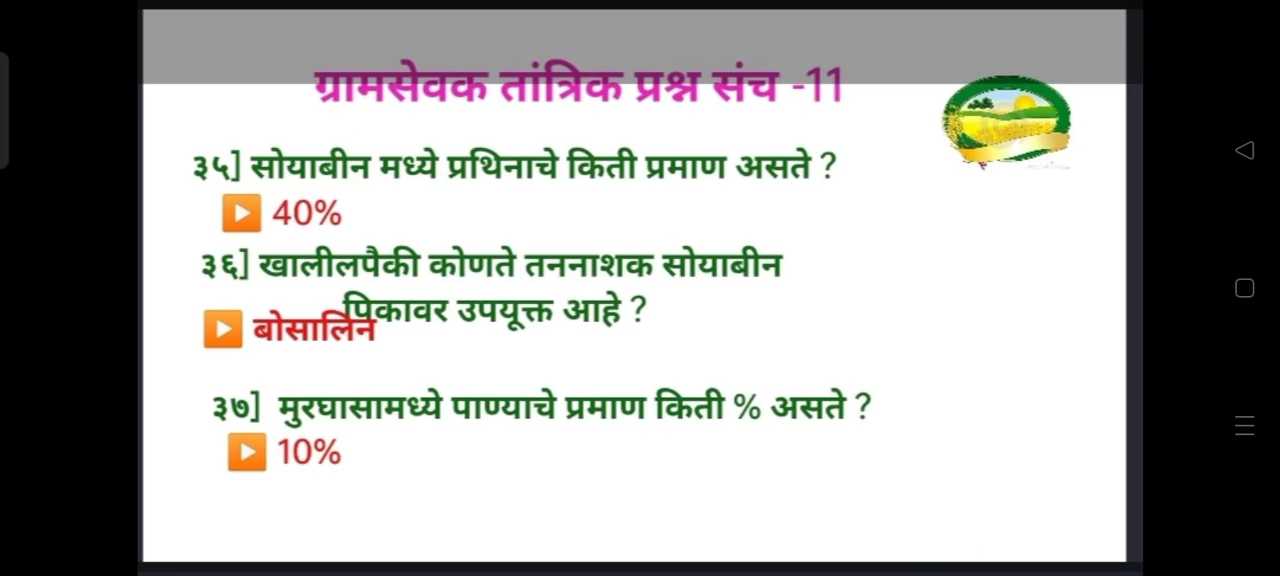 ग्रामसेवक तांत्रिक प्रश्न संच -11
३५] सोयाबीन मध्ये प्रथिनाचे किती प्रमाण असते ?
40%
३६] खालीलपैकी कोणते तननाशक सोयाबीन
पिकावर उपयूक्त आहे ?
बोसालिन
३७] मुरघासामध्ये पाण्याचे प्रमाण किती % असते ?
10%